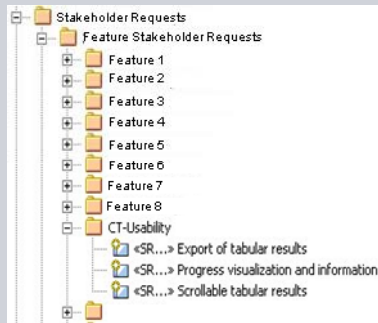 Stakeholder Requests
Feature Stakeholder Requests
Feature 1
Feature 2
Feature 3
Feature 4
Feature 5
Feature 6
Feature 7
Feature 8
CT-Usability
«SR...» Export of tabular results
«SR...» Progress visualization and information
«SR...» Scrollable tabular results